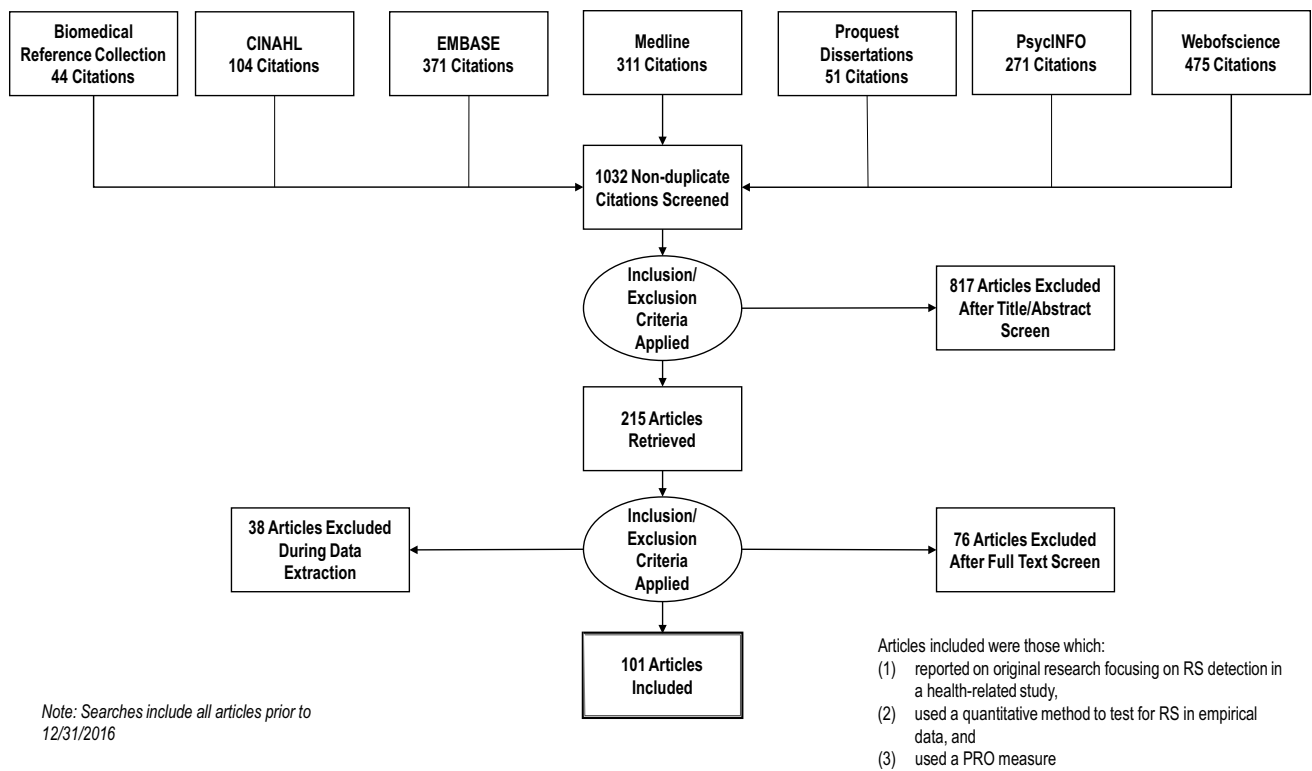 Biomedical
Reference Collection
44 Citations
CINAHL
104 Citations
EMBASE
371 Citations
Medline
311 Citations
Proquest
Dissertations
51 Citations
PsycINFO
271 Citations
Webofscience
475 Citations
1032 Non-duplicate
Citations Screened
Inclusion/
Exclusion
Criteria
Applied
817 Articles Excluded
After Title/Abstract
Screen
215 Articles
Retrieved
38 Articles Excluded
During Data
Extraction
Inclusion/
Exclusion
Criteria
Applied
76 Articles Excluded
After Full Text Screen
101 Articles
Included
Note: Searches include all articles prior to
12/31/2016
Articles included were those which:
(1) reported on original research focusing on RS detection in
a health-related study,
(2) used a quantitative method to test for RS in empirical
data, and
(3) used a PRO measure